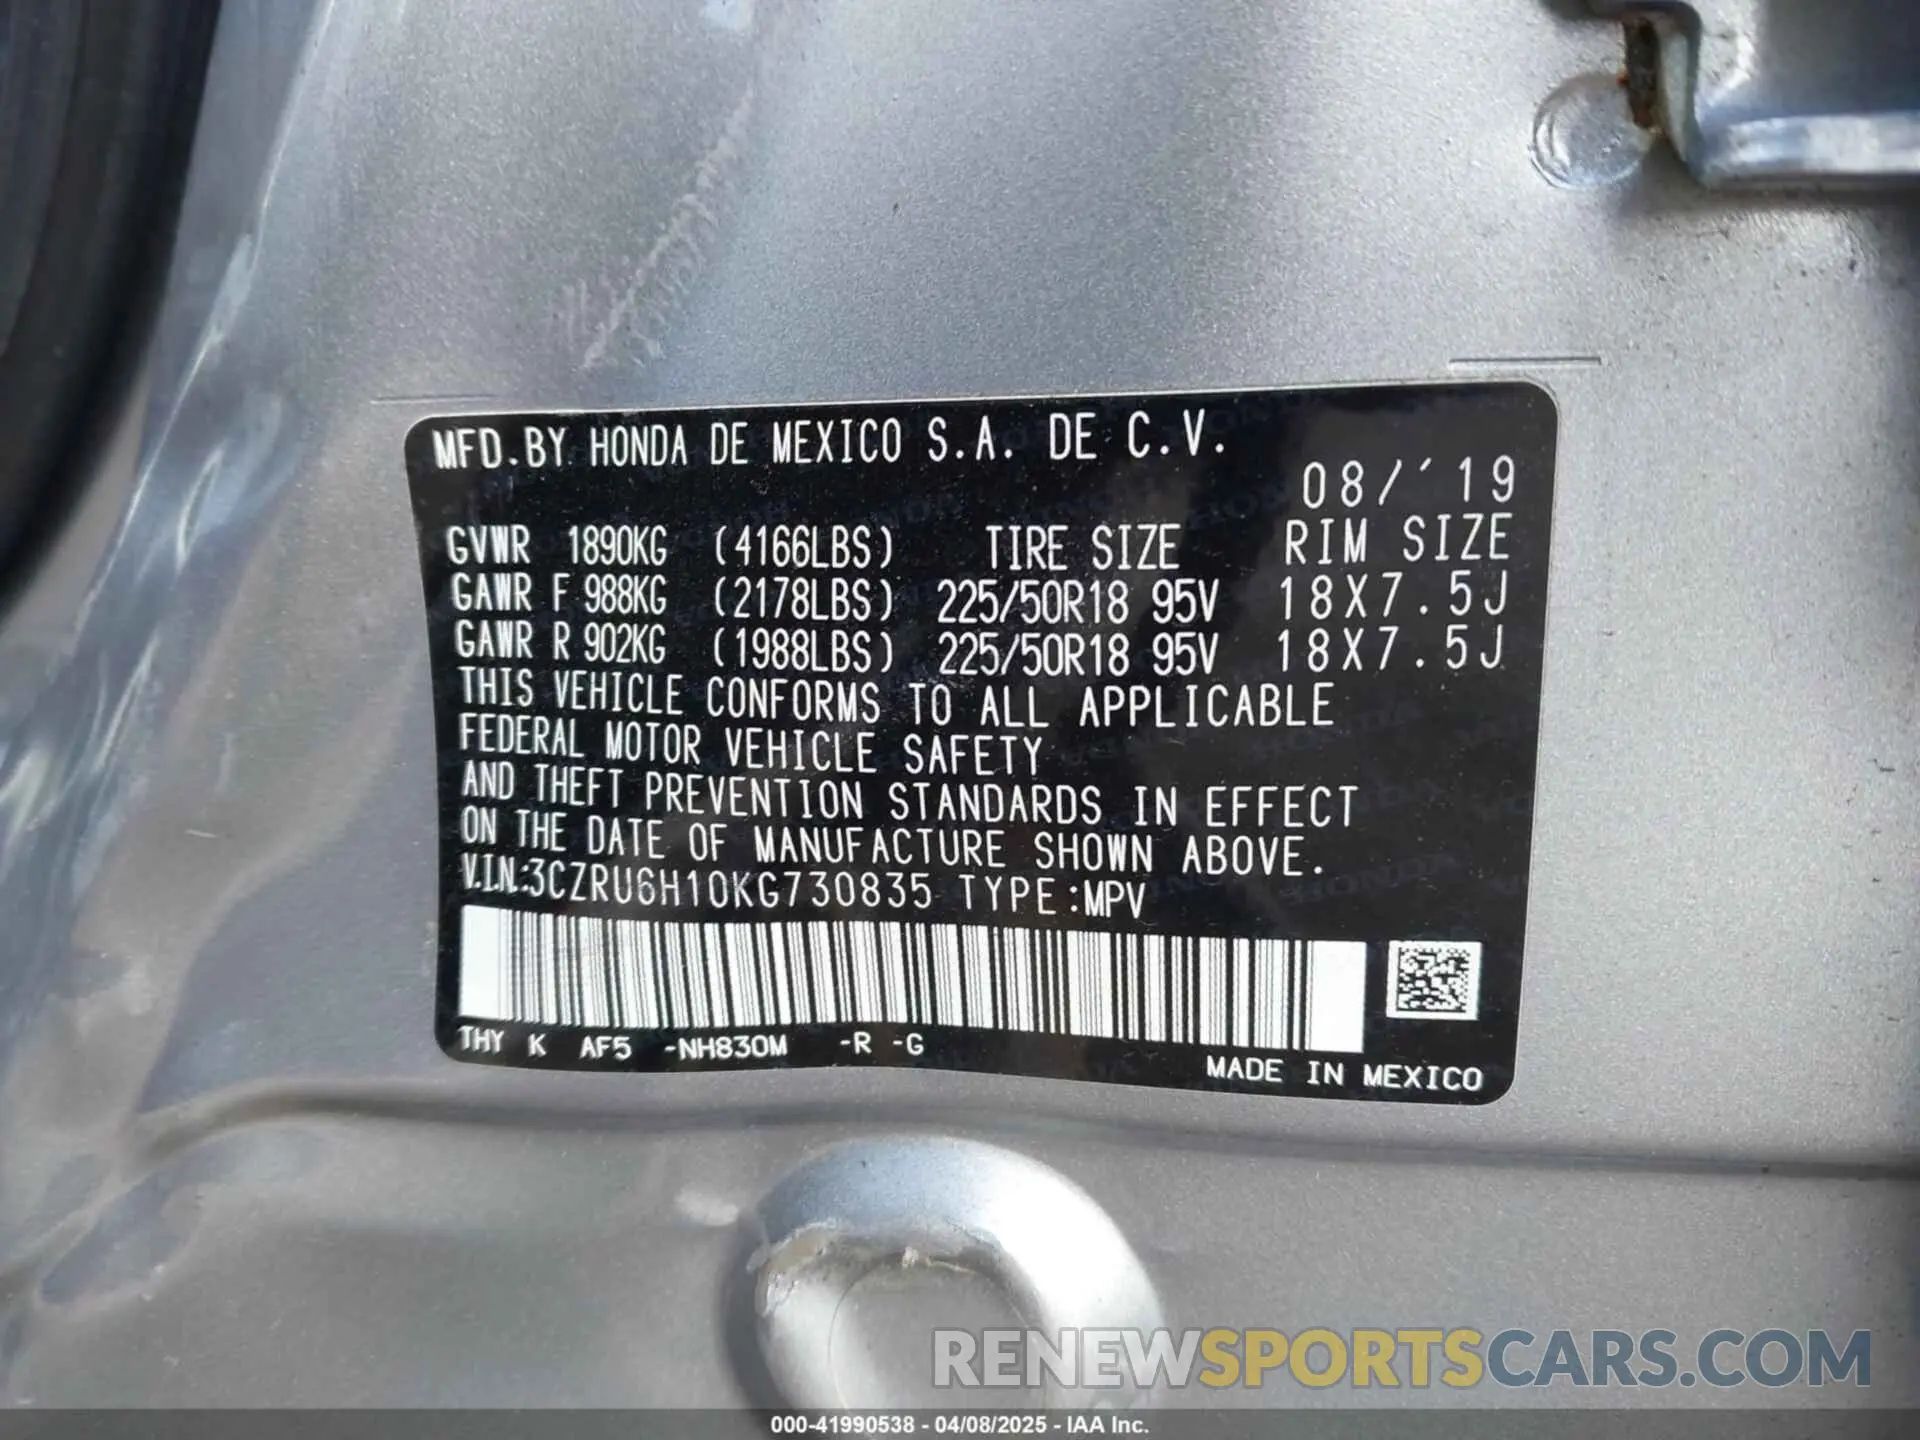 MFD.BY HONDA DE MEXICO S.A. DE C.V.
08/'19
GVWR 1890KG (4166LBS) TIRE SIZE RIM SIZE
GAWR F 988KG (2178LBS) 225/50R18 95V 18X7.5J
GAWR R 902KG (1988LBS) 225/50R18 95V 18X7.5J
THIS VEHICLE CONFORMS TO ALL APPLICABLE
FEDERAL MOTOR VEHICLE SAFETY
AND THEFT PREVENTION STANDARDS IN EFFECT
ON THE DATE OF MANUFACTURE SHOWN ABOVE.
V.I.N.:3CZRU6H10KG730835 TYPE:MPV
THY K AF5 -NH830M -R -G
MADE IN MEXICO
RENEWSPORTSCARS.COM
000-41990538 - 04/08/2025 - IAA Inc.